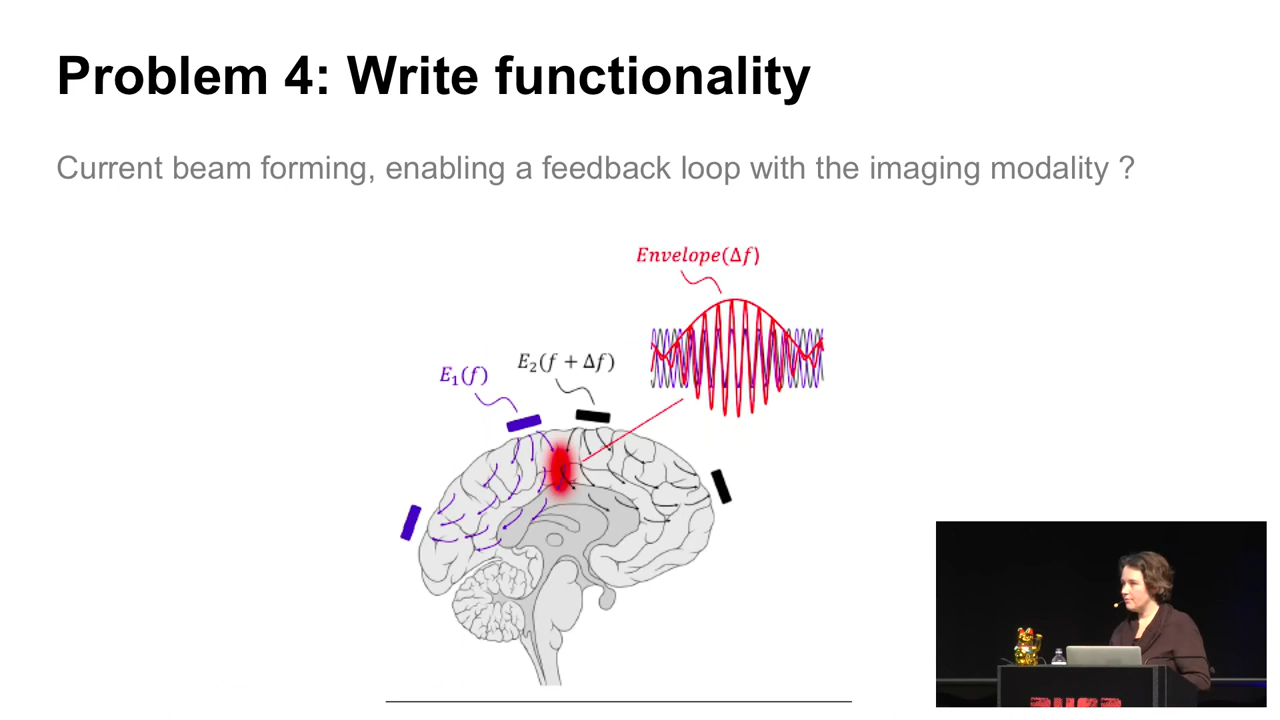 Problem 4: Write functionality
Current beam forming, enabling a feedback loop with the imaging modality ?
Envelope(Δf)
E₁(f)
E₂(f + Δf)